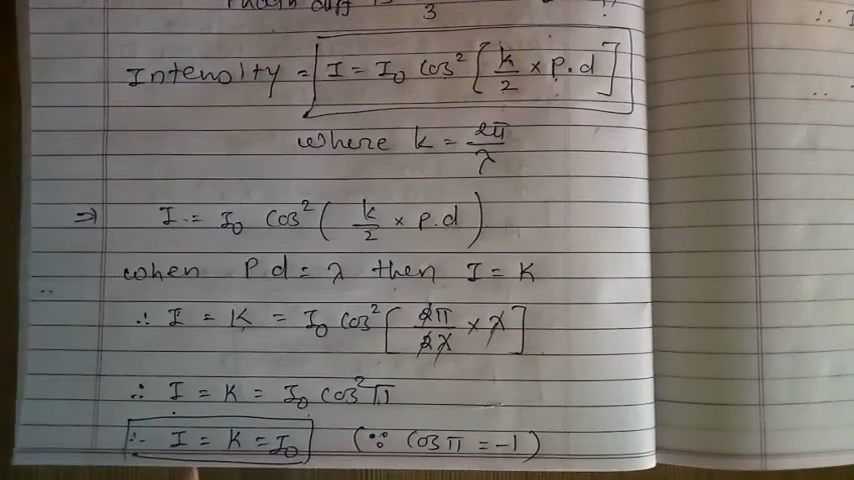 3
Intensity = I = I₀ cos² [k/2 × p.d]
where k = 2π/λ
⇒ I = I₀ cos² (k/2 × p.d)
when P.d = λ then I = K
∴ I = K = I₀ cos² [2π/2λ × λ]
∴ I = K = I₀ cos² π
∴ I = K = I₀ (∵ cos π = -1)